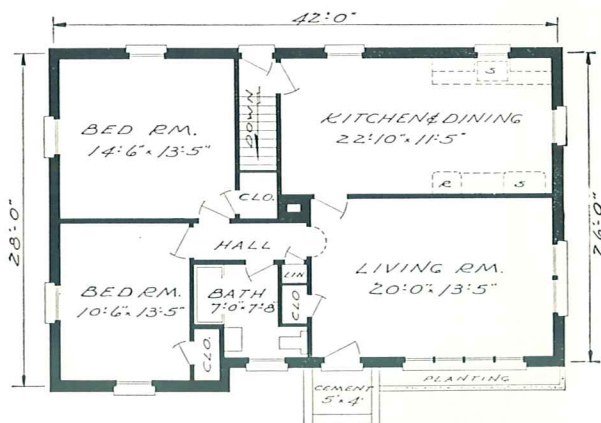 42'-0"
BED RM.
14'-6" x 13'-5"
DOWN
KITCHEN & DINING
22'-10" x 11'-5"
S
R
S
CLO.
28'-0"
26'-0"
HALL
BED RM.
10'-6" x 13'-5"
BATH
7'-0" x 7'-8"
LIN
CLO
LIVING RM.
20'-0" x 13'-5"
CLO.
CEMENT
5' x 4'
PLANTING